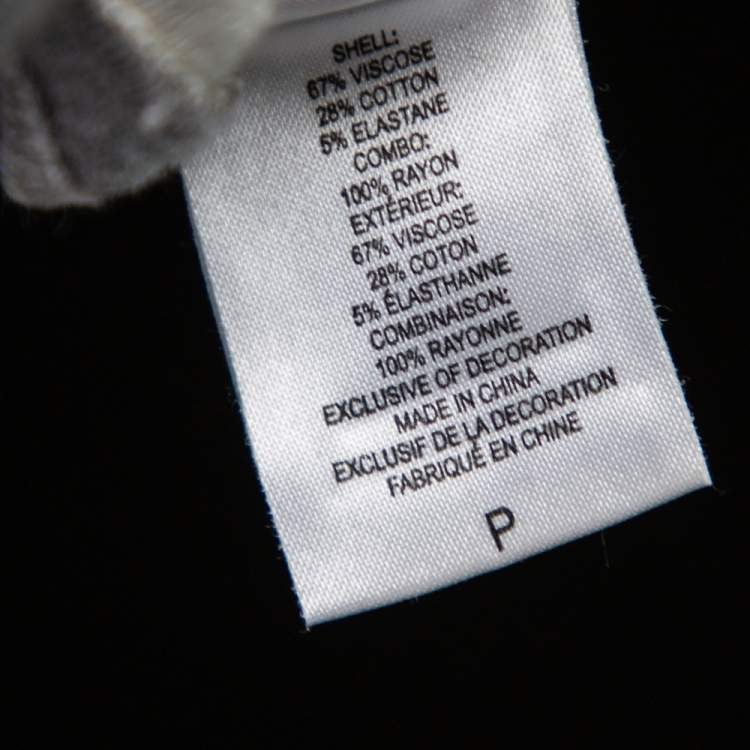 SHELL:
67% VISCOSE
28% COTTON
5% ELASTANE
COMBO:
100% RAYON
EXTÉRIEUR:
67% VISCOSE
28% COTON
5% ÉLASTHANNE
COMBINAISON:
100% RAYONNE
EXCLUSIVE OF DECORATION
MADE IN CHINA
EXCLUSIF DE LA DECORATION
FABRIQUÉ EN CHINE
P